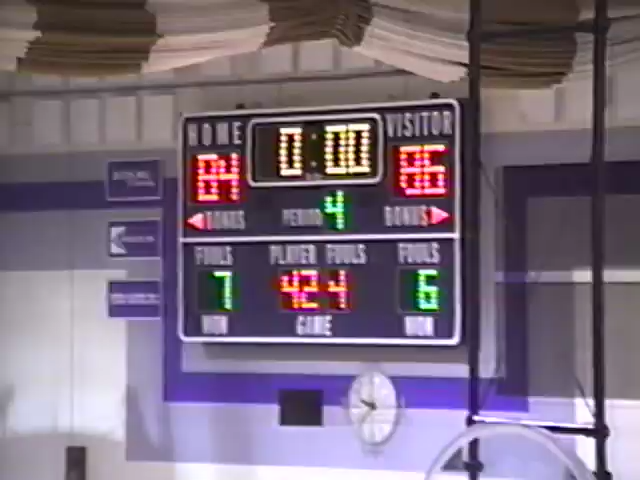 HOME 0:00 VISITOR
84 86
BONUS PERIOD 4 BONUS
FOULS PLAYER FOULS FOULS
7 42 4 6
WON GAME WON